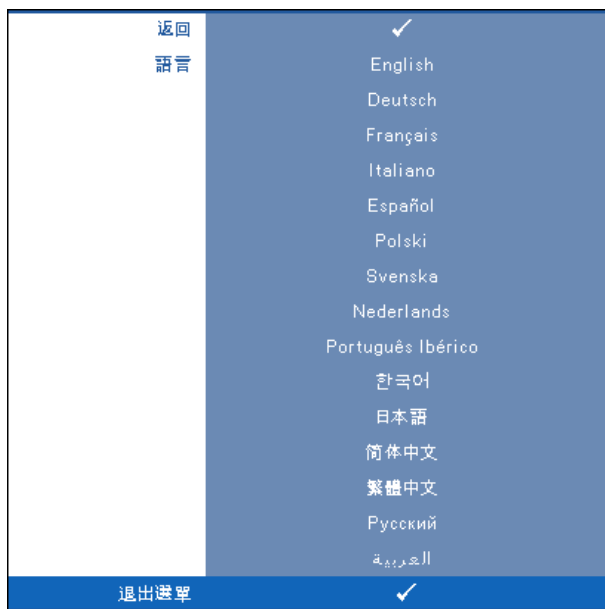 返回 ✓
語言 English
Deutsch
Français
Italiano
Español
Polski
Svenska
Nederlands
Português Ibérico
한국어
日本語
简体中文
繁體中文
Русский
العربية
退出選單 ✓